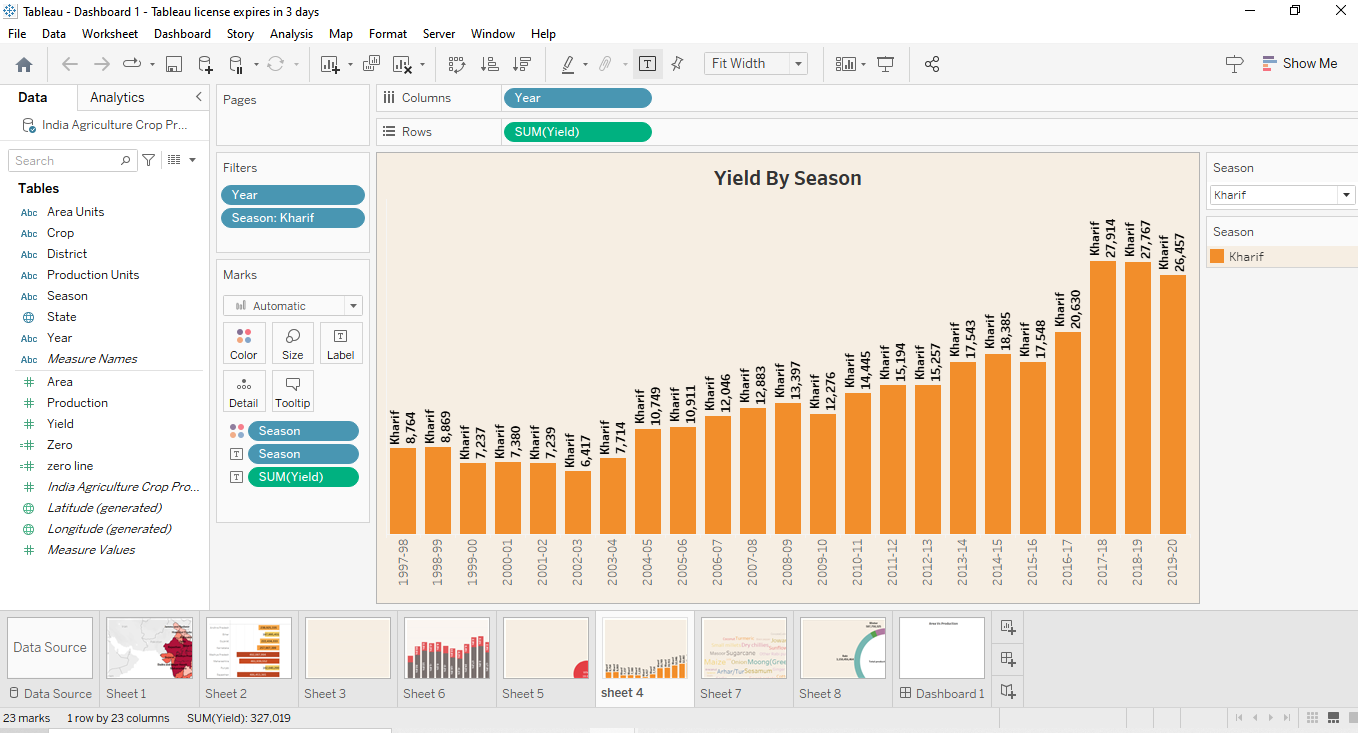 Tableau - Dashboard 1 - Tableau license expires in 3 days
File Data Worksheet Dashboard Story Analysis Map Format Server Window Help
Fit Width
Show Me
Data Analytics
India Agriculture Crop Pr...
Search
Tables
Abc Area Units
Abc Crop
Abc District
Abc Production Units
Abc Season
State
Abc Year
Abc Measure Names
Area
Production
Yield
Zero
zero line
India Agriculture Crop Pro...
Latitude (generated)
Longitude (generated)
Measure Values
Pages
Filters
Year
Season: Kharif
Marks
Automatic
Color Size Label
Detail Tooltip
Season
Season
SUM(Yield)
Columns Year
Rows SUM(Yield)
Yield By Season
Kharif 8,764
Kharif 8,869
Kharif 7,237
Kharif 7,380
Kharif 7,239
Kharif 6,417
Kharif 7,714
Kharif 10,749
Kharif 10,911
Kharif 12,046
Kharif 12,883
Kharif 13,397
Kharif 12,276
Kharif 14,445
Kharif 15,194
Kharif 15,257
Kharif 17,543
Kharif 18,385
Kharif 17,548
Kharif 20,630
Kharif 27,914
Kharif 27,767
Kharif 26,457
1997-98 1998-99 1999-00 2000-01 2001-02 2002-03 2003-04 2004-05 2005-06 2006-07 2007-08 2008-09 2009-10 2010-11 2011-12 2012-13 2013-14 2014-15 2015-16 2016-17 2017-18 2018-19 2019-20
Season
Kharif
Season
Kharif
Data Source
Maize Sugarcane
Moong(Gre
Arhar/Tur Sesamum
Data Source Sheet 1 Sheet 2 Sheet 3 Sheet 6 Sheet 5 sheet 4 Sheet 7 Sheet 8 Dashboard 1
23 marks 1 row by 23 columns SUM(Yield): 327,019